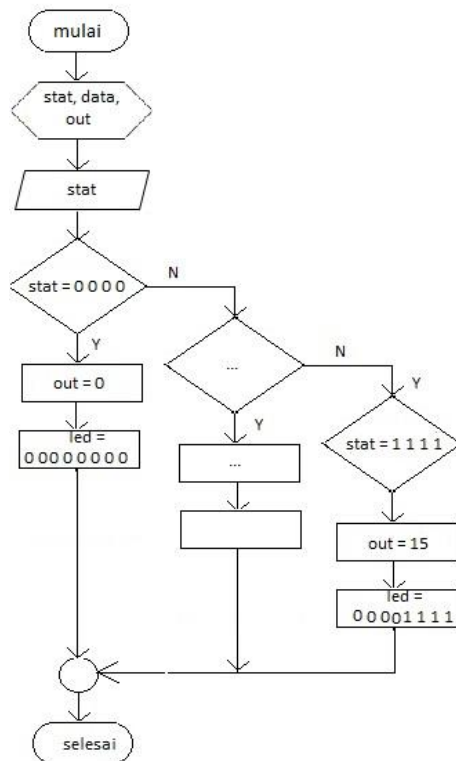 mulai
stat, data,
out
stat
stat = 0 0 0 0
N
Y
out = 0
led =
0 0 0 0 0 0 0 0
...
N
Y
...
Y
stat = 1 1 1 1
out = 15
led =
0 0 0 0 1 1 1 1
selesai